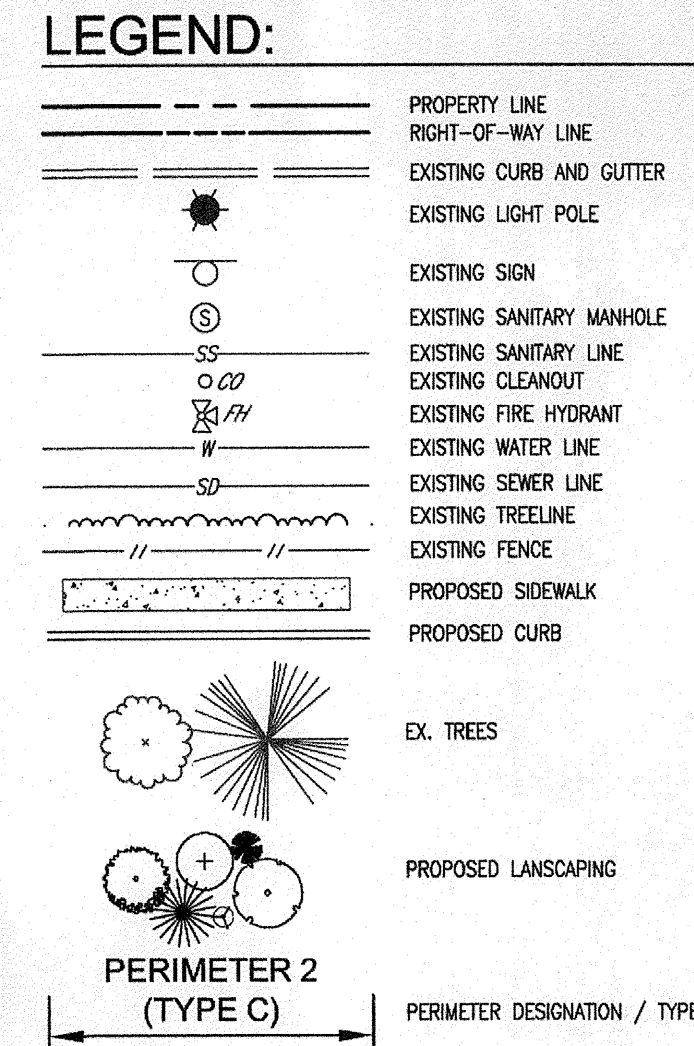 LEGEND:
PROPERTY LINE
RIGHT-OF-WAY LINE
EXISTING CURB AND GUTTER
EXISTING LIGHT POLE
EXISTING SIGN
S EXISTING SANITARY MANHOLE
SS EXISTING SANITARY LINE
CO EXISTING CLEANOUT
FH EXISTING FIRE HYDRANT
W EXISTING WATER LINE
SD EXISTING SEWER LINE
EXISTING TREELINE
// // EXISTING FENCE
PROPOSED SIDEWALK
PROPOSED CURB
EX. TREES
PROPOSED LANSCAPING
PERIMETER 2
(TYPE C)
PERIMETER DESIGNATION / TYPE